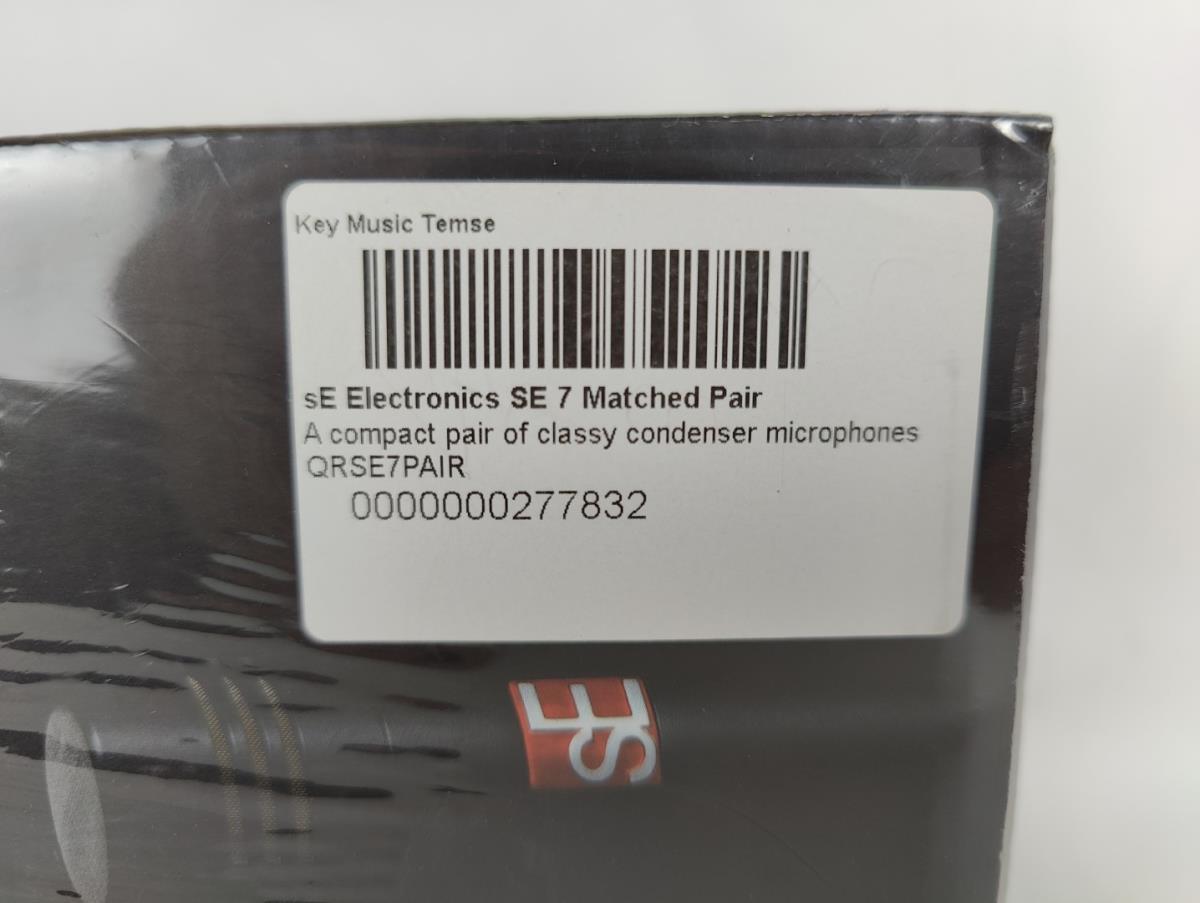 Key Music Temse
sE Electronics SE 7 Matched Pair
A compact pair of classy condenser microphones
QRSE7PAIR
0000000277832
sE